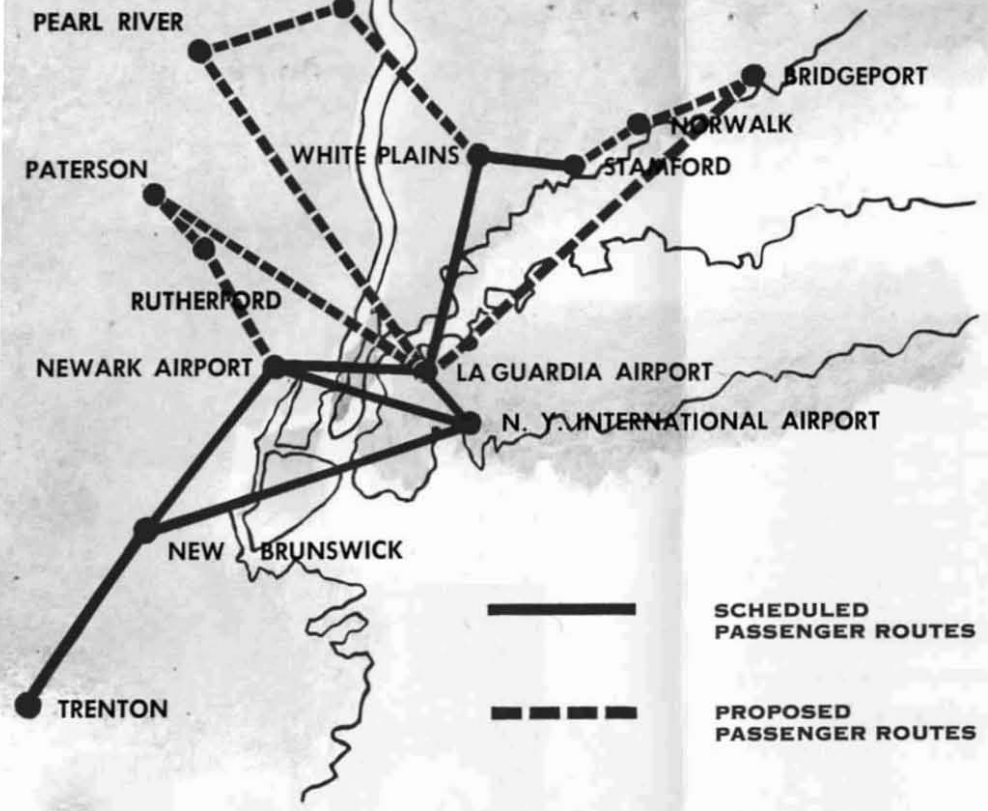 PEARL RIVER
BRIDGEPORT
NORWALK
WHITE PLAINS
STAMFORD
PATERSON
RUTHERFORD
NEWARK AIRPORT
LA GUARDIA AIRPORT
N. Y. INTERNATIONAL AIRPORT
NEW BRUNSWICK
SCHEDULED
PASSENGER ROUTES
TRENTON
PROPOSED
PASSENGER ROUTES